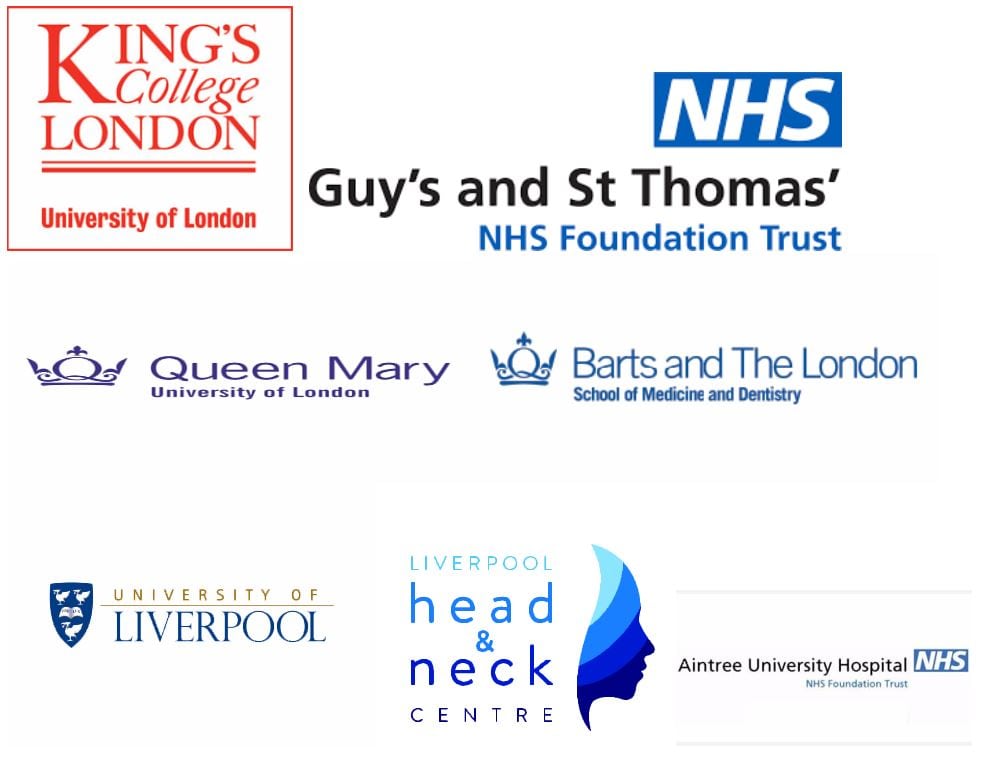 KING'S
College
LONDON
University of London
NHS
Guy's and St Thomas'
NHS Foundation Trust
Queen Mary
University of London
Barts and The London
School of Medicine and Dentistry
UNIVERSITY OF
LIVERPOOL
LIVERPOOL
head
&
neck
CENTRE
Aintree University Hospital NHS
NHS Foundation Trust